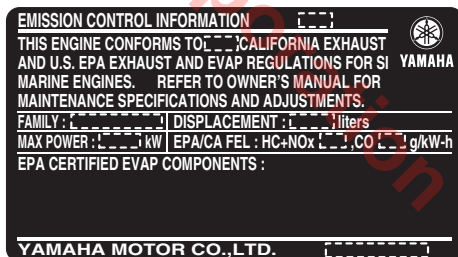 EMISSION CONTROL INFORMATION
THIS ENGINE CONFORMS TO CALIFORNIA EXHAUST
AND U.S. EPA EXHAUST AND EVAP REGULATIONS FOR SI
MARINE ENGINES. REFER TO OWNER'S MANUAL FOR
MAINTENANCE SPECIFICATIONS AND ADJUSTMENTS.
YAMAHA
FAMILY : DISPLACEMENT : liters
MAX POWER : kW EPA/CA FEL : HC+NOx ,CO g/kW-h
EPA CERTIFIED EVAP COMPONENTS :
YAMAHA MOTOR CO.,LTD.